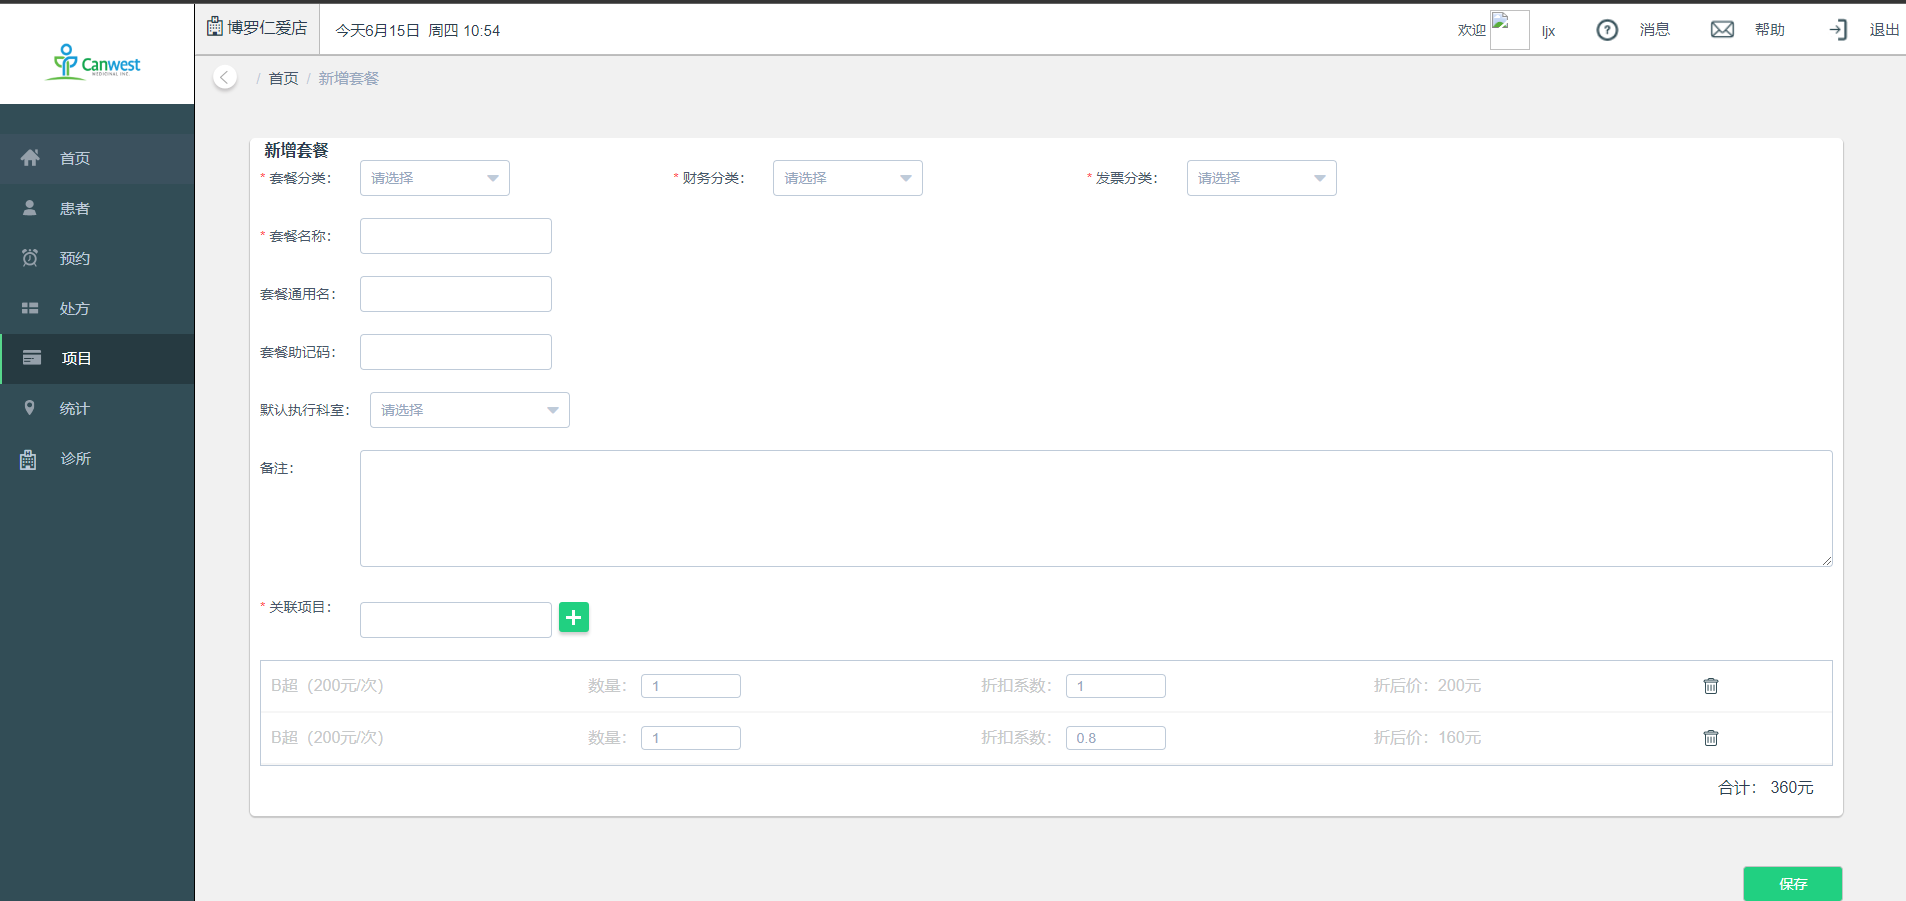 博罗仁爱店
今天6月15日 周四 10:54
欢迎 ljx 消息 帮助 退出
Canwest
MEDICINAL INC.
/ 首页 / 新增套餐
首页
患者
预约
处方
项目
统计
诊所
新增套餐
* 套餐分类： 请选择 * 财务分类： 请选择 * 发票分类： 请选择
* 套餐名称：
套餐通用名：
套餐助记码：
默认执行科室： 请选择
备注：
* 关联项目：
B超（200元/次） 数量： 1 折扣系数： 1 折后价：200元
B超（200元/次） 数量： 1 折扣系数： 0.8 折后价：160元
合计： 360元
保存